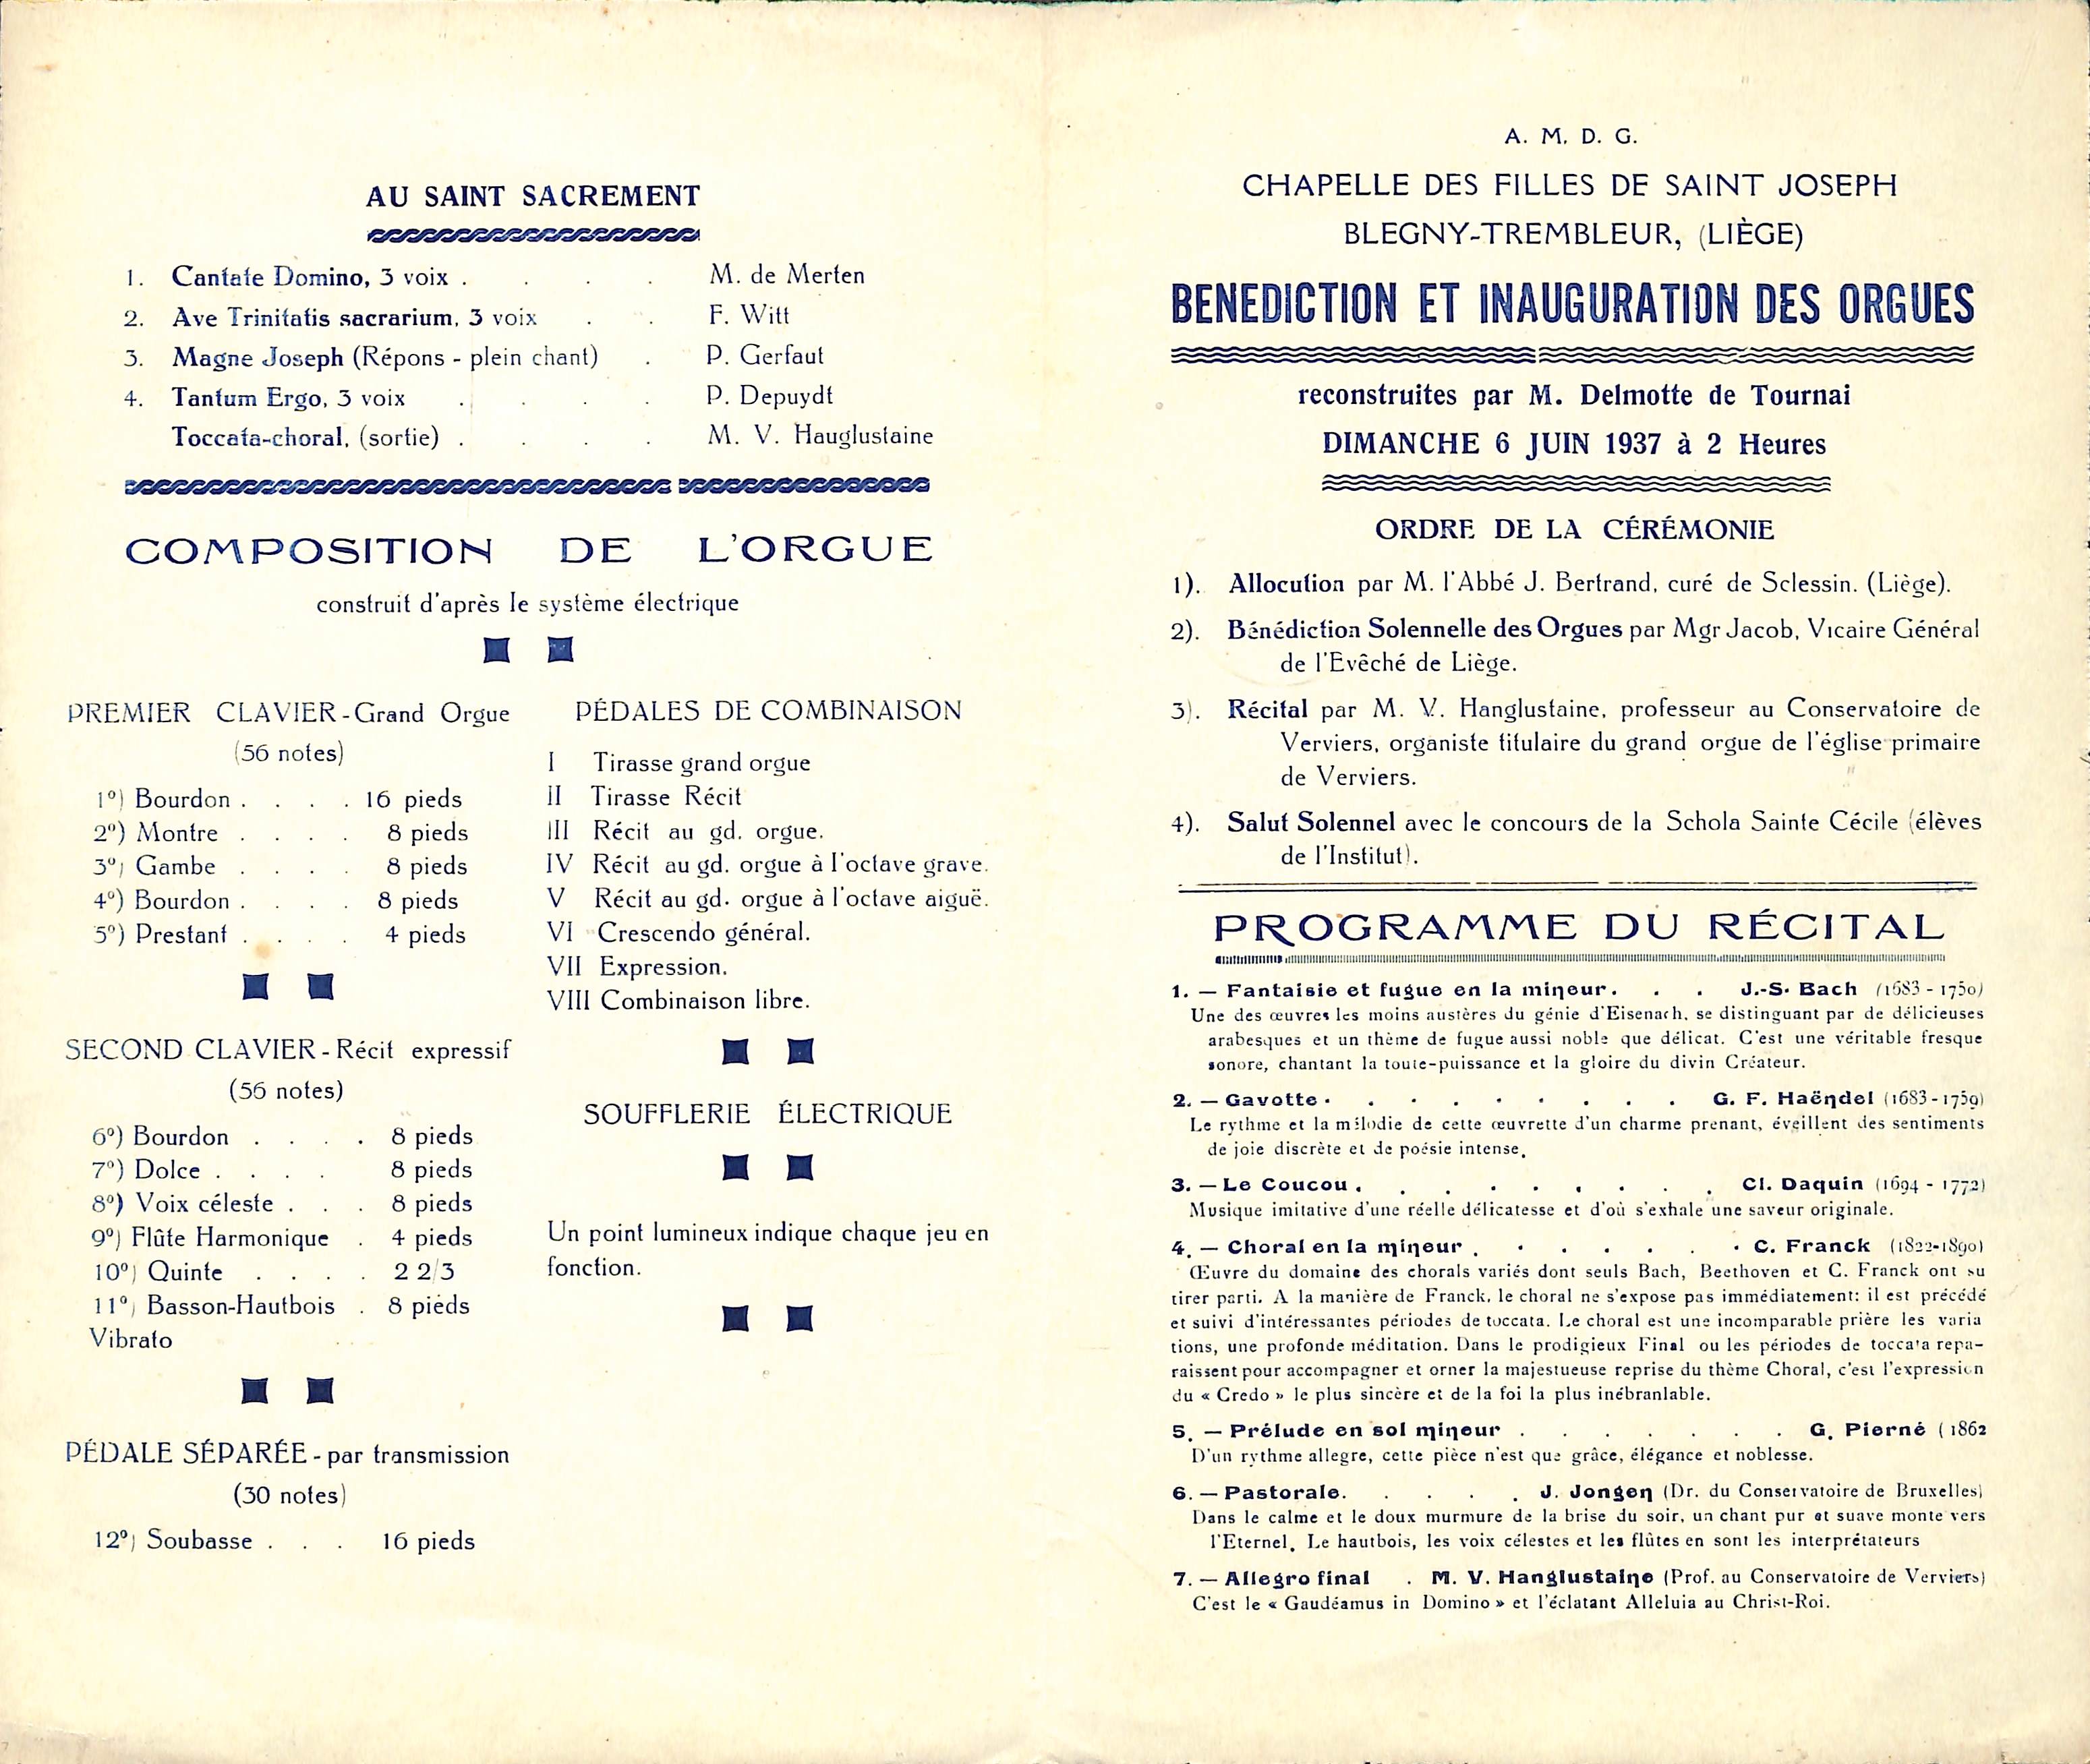 AU SAINT SACREMENT
1. Cantate Domino, 3 voix . . . . M. de Merten
2. Ave Trinitatis sacrarium, 3 voix . . F. Witt
3. Magne Joseph (Répons - plein chant) . P. Gerfaut
4. Tantum Ergo, 3 voix . . . . P. Depuydt
Toccata-choral, (sortie) . . . . M. V. Hauglustaine
COMPOSITION DE L'ORGUE
construit d'après le système électrique
PREMIER CLAVIER - Grand Orgue
(56 notes)
1º) Bourdon . . . . 16 pieds
2º) Montre . . . . 8 pieds
3º) Gambe . . . . 8 pieds
4º) Bourdon . . . . 8 pieds
5º) Prestant . . . . 4 pieds
SECOND CLAVIER - Récit expressif
(56 notes)
6º) Bourdon . . . . 8 pieds
7º) Dolce . . . . 8 pieds
8º) Voix céleste . . . 8 pieds
9º) Flûte Harmonique . 4 pieds
10º) Quinte . . . . 2 2/3
11º) Basson-Hautbois . 8 pieds
Vibrato
PÉDALE SÉPARÉE - par transmission
(30 notes)
12º) Soubasse . . . 16 pieds
PÉDALES DE COMBINAISON
I Tirasse grand orgue
II Tirasse Récit
III Récit au gd. orgue.
IV Récit au gd. orgue à l'octave grave.
V Récit au gd. orgue à l'octave aiguë.
VI Crescendo général.
VII Expression.
VIII Combinaison libre.
SOUFFLERIE ÉLECTRIQUE
Un point lumineux indique chaque jeu en
fonction.
A. M. D. G.
CHAPELLE DES FILLES DE SAINT JOSEPH
BLEGNY-TREMBLEUR, (LIÈGE)
BENEDICTION ET INAUGURATION DES ORGUES
reconstruites par M. Delmotte de Tournai
DIMANCHE 6 JUIN 1937 à 2 Heures
ORDRE DE LA CÉRÉMONIE
1). Allocution par M. l'Abbé J. Bertrand, curé de Sclessin. (Liège).
2). Bénédiction Solennelle des Orgues par Mgr Jacob, Vicaire Général
de l'Evêché de Liège.
3). Récital par M. V. Hanglustaine, professeur au Conservatoire de
Verviers, organiste titulaire du grand orgue de l'église primaire
de Verviers.
4). Salut Solennel avec le concours de la Schola Sainte Cécile (élèves
de l'Institut).
PROGRAMME DU RÉCITAL
1. — Fantaisie et fugue en la mineur . . . J.-S. Bach (1683 - 1750)
Une des œuvres les moins austères du génie d'Eisenach, se distinguant par de délicieuses
arabesques et un thème de fugue aussi noble que délicat. C'est une véritable fresque
sonore, chantant la toute-puissance et la gloire du divin Créateur.
2. — Gavotte . . . . . . . . . G. F. Haëndel (1683-1759)
Le rythme et la mélodie de cette œuvrette d'un charme prenant, éveillent des sentiments
de joie discrète et de poésie intense.
3. — Le Coucou . . . . . . . . . Cl. Daquin (1694 - 1772)
Musique imitative d'une réelle délicatesse et d'où s'exhale une saveur originale.
4. — Choral en la mineur . . . . . . . C. Franck (1822-1890)
Œuvre du domaine des chorals variés dont seuls Bach, Beethoven et C. Franck ont su
tirer parti. A la manière de Franck, le choral ne s'expose pas immédiatement: il est précédé
et suivi d'intéressantes périodes de toccata. Le choral est une incomparable prière les varia
tions, une profonde méditation. Dans le prodigieux Final ou les périodes de toccata repa-
raissent pour accompagner et orner la majestueuse reprise du thème Choral, c'est l'expression
du « Credo » le plus sincère et de la foi la plus inébranlable.
5. — Prélude en sol mineur . . . . . . . G. Pierné ( 1862
D'un rythme allegre, cette pièce n'est que grâce, élégance et noblesse.
6. — Pastorale. . . . . J. Jongen (Dr. du Conservatoire de Bruxelles)
Dans le calme et le doux murmure de la brise du soir, un chant pur et suave monte vers
l'Eternel. Le hautbois, les voix célestes et les flûtes en sont les interprétateurs
7. — Allegro final . M. V. Hanglustaine (Prof. au Conservatoire de Verviers)
C'est le « Gaudéamus in Domino » et l'éclatant Alleluia au Christ-Roi.